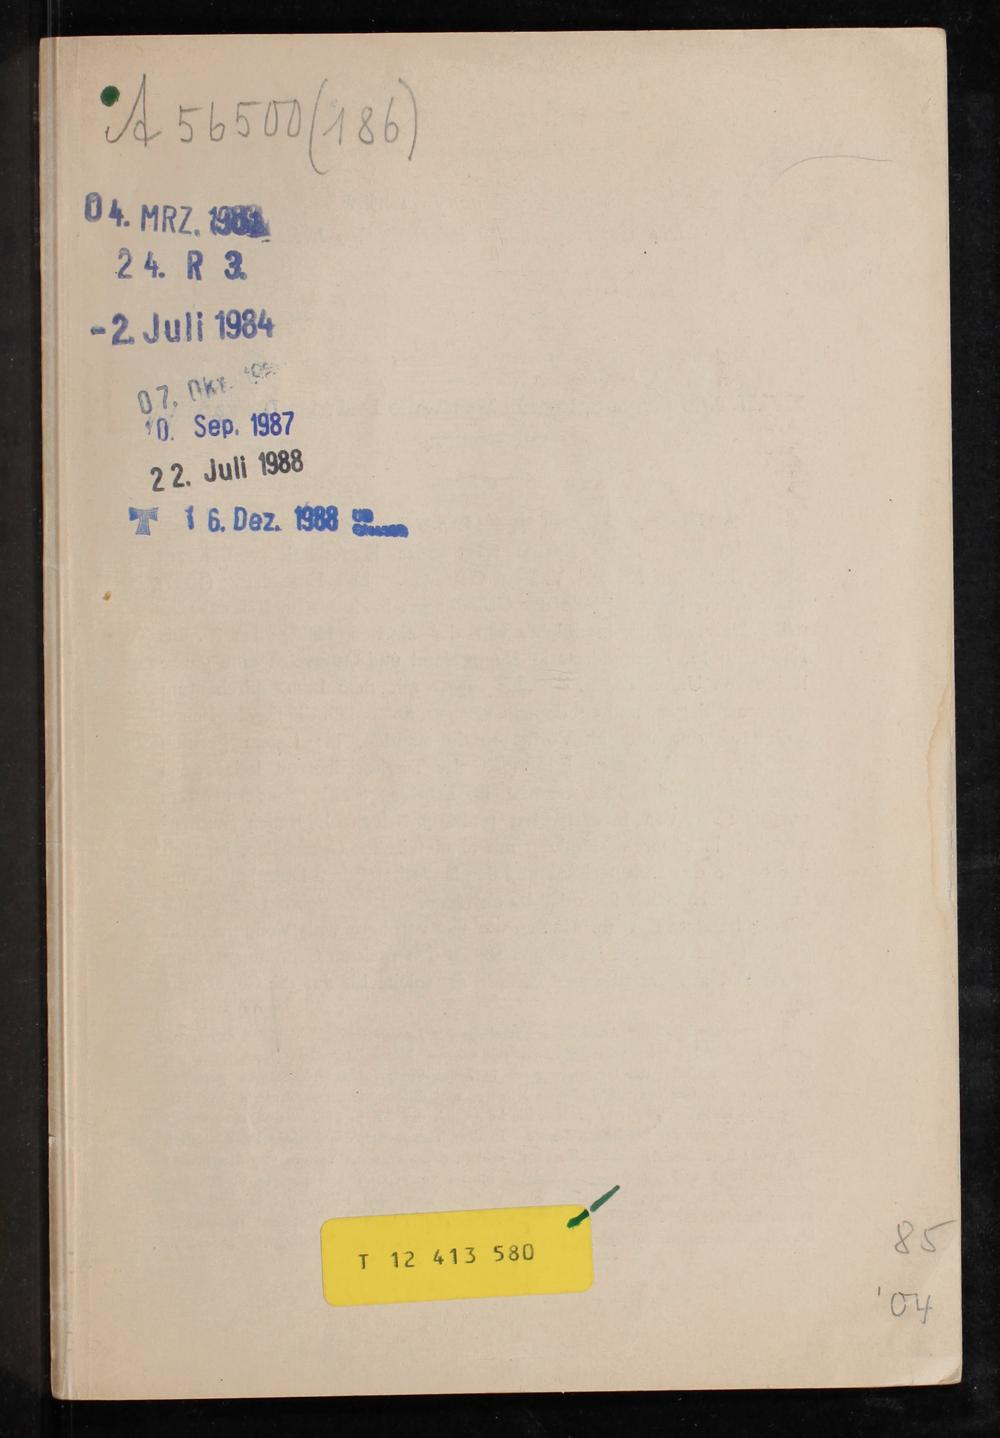 A 56500 (186)
04. MRZ.
24. R 3.
-2. Juli 1984
07. Okt.
10. Sep. 1987
22. Juli 1988
T 16. Dez. 1988 UB
T 12 413 580
85
'04